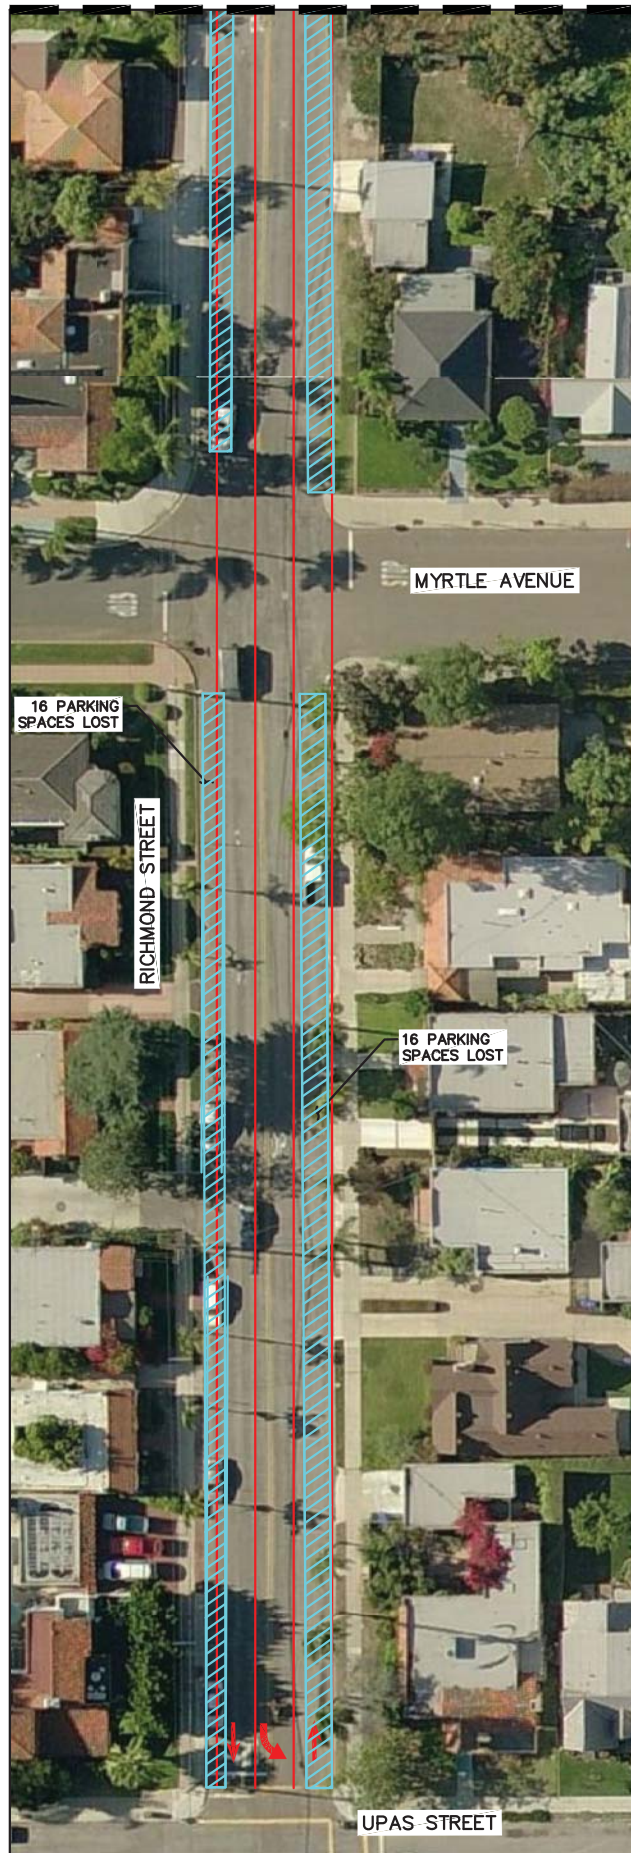 MYRTLE AVENUE
16 PARKING
SPACES LOST
RICHMOND STREET
16 PARKING
SPACES LOST
UPAS STREET